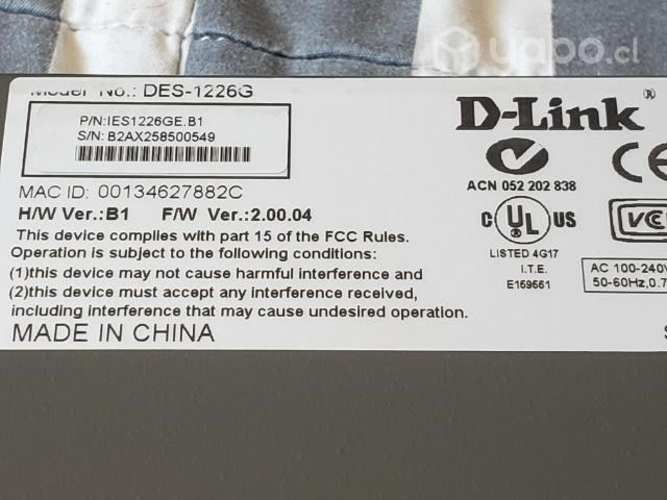 yapo.cl
Model No.: DES-1226G
P/N:IES1226GE.B1
S/N: B2AX258500549
MAC ID: 00134627882C
H/W Ver.:B1 F/W Ver.:2.00.04
This device complies with part 15 of the FCC Rules.
Operation is subject to the following conditions:
(1)this device may not cause harmful interference and
(2)this device must accept any interference received,
including interference that may cause undesired operation.
MADE IN CHINA
D-Link®
CE
ACN 052 202 838
C UL US
LISTED 4G17
I.T.E.
E159561
AC 100-240V
50-60Hz,0.7